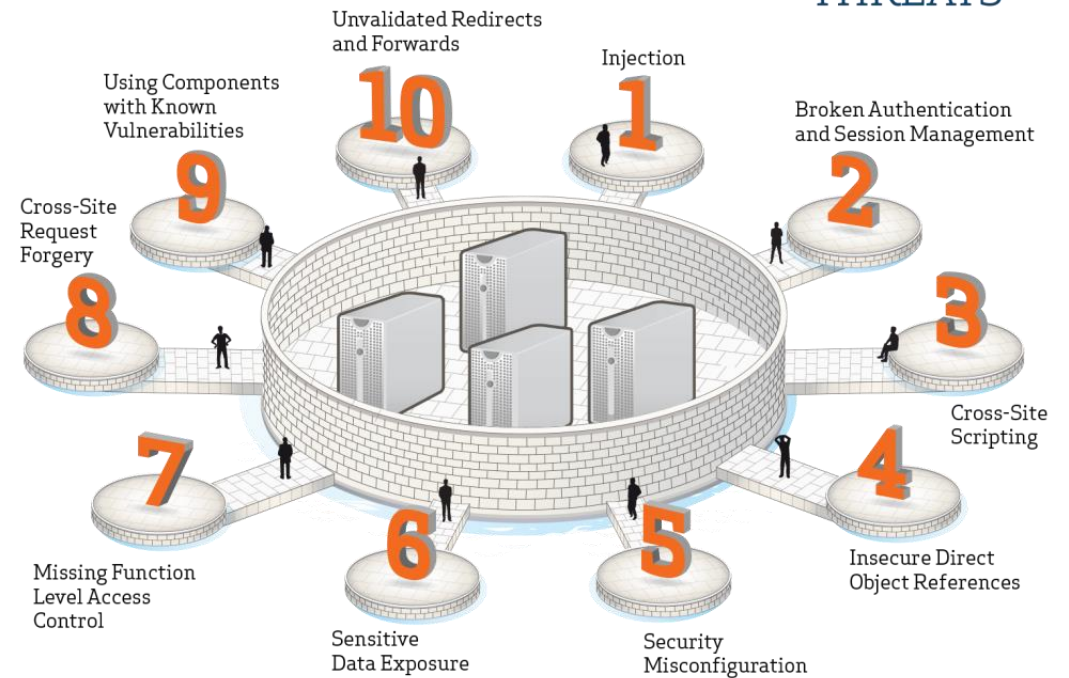 THREATS
Unvalidated Redirects
and Forwards
10
Injection
1
Broken Authentication
and Session Management
2
Cross-Site
Scripting
3
Insecure Direct
Object References
4
Security
Misconfiguration
5
Sensitive
Data Exposure
6
Missing Function
Level Access
Control
7
Cross-Site
Request
Forgery
8
Using Components
with Known
Vulnerabilities
9